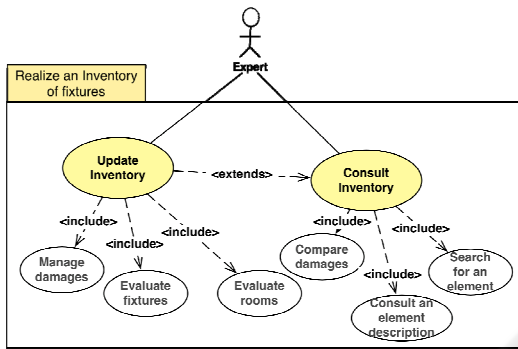 Expert
Realize an Inventory
of fixtures
Update
Inventory
<extends>
Consult
Inventory
<include>
<include>
<include>
<include>
<include>
<include>
Manage
damages
Evaluate
fixtures
Evaluate
rooms
Compare
damages
Consult an
element
description
Search
for an
element